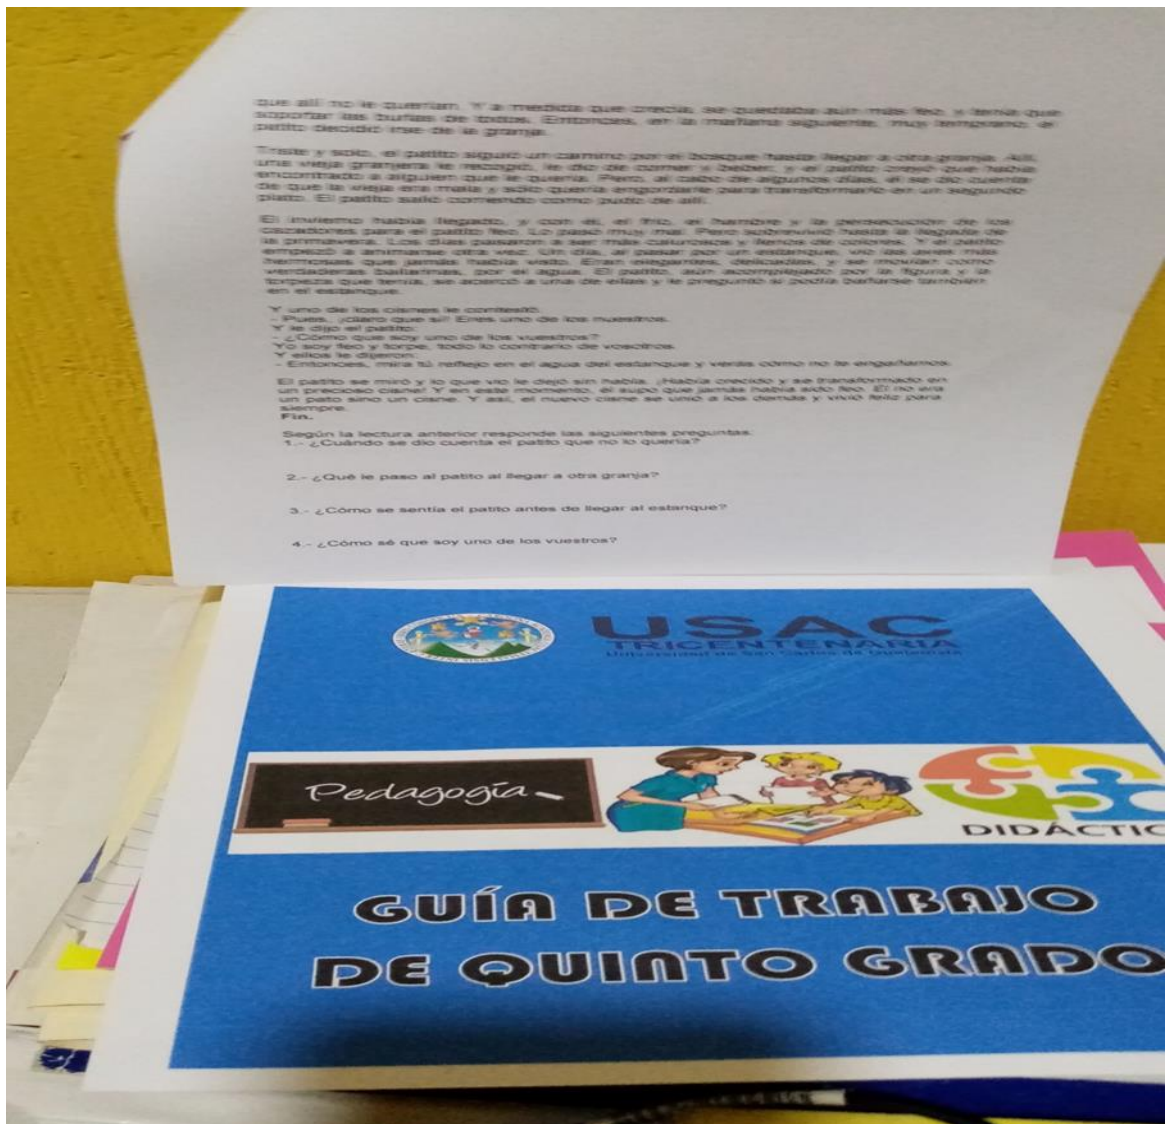 que allí no le querían. Y a medida que crecía, se quedaba aún más feo, y tenía que
soportar las burlas de todos. Entonces, en la mañana siguiente, muy temprano, el
patito decidió irse de la granja.
Triste y solo, el patito siguió un camino por el bosque hasta llegar a otra granja. Allí,
una vieja granjera le recogió, le dio de comer y beber, y el patito creyó que había
encontrado a alguien que le quería. Pero, al cabo de algunos días, él se dio cuenta
de que la vieja era mala y sólo quería engordarle para transformarlo en un segundo
plato. El patito salió corriendo como pudo de allí.
El invierno había llegado, y con él, el frío, el hambre y la persecución de los
cazadores para el patito feo. Lo pasó muy mal. Pero sobrevivió hasta la llegada de
la primavera. Los días pasaron a ser más calurosos y llenos de colores. Y el patito
empezó a animarse otra vez. Un día, al pasar por un estanque, vio las aves más
hermosas que jamás había visto. Eran elegantes, delicadas, y se movían como
verdaderas bailarinas, por el agua. El patito, aún acomplejado por la figura y la
torpeza que tenía, se acercó a una de ellas y le preguntó si podía bañarse también
en el estanque.
Y uno de los cisnes le contestó:
- Pues, ¡claro que sí! Eres uno de los nuestros.
Y le dijo el patito:
- ¿Cómo que soy uno de los vuestros?
Yo soy feo y torpe, todo lo contrario de vosotros.
Y ellos le dijeron:
- Entonces, mira tú reflejo en el agua del estanque y verás cómo no te engañamos.
El patito se miró y lo que vio le dejó sin habla. ¡Había crecido y se transformado en
un precioso cisne! Y en este momento, él supo que jamás había sido feo. Él no era
un pato sino un cisne. Y así, el nuevo cisne se unió a los demás y vivió feliz para
siempre.
Fin.
Según la lectura anterior responde las siguientes preguntas:
1.- ¿Cuándo se dio cuenta el patito que no lo quería?
2.- ¿Qué le paso al patito al llegar a otra granja?
3.- ¿Cómo se sentía el patito antes de llegar al estanque?
4.- ¿Cómo sé que soy uno de los vuestros?
USAC
TRICENTENARIA
Universidad de San Carlos de Guatemala
Pedagogía
DIDÁCTIC
GUÍA DE TRABAJO
DE QUINTO GRADO